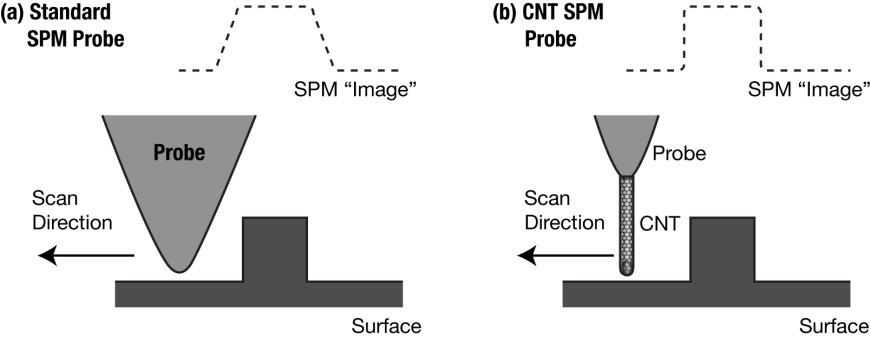 (a) Standard
SPM Probe
SPM “Image”
Probe
Scan
Direction
Surface
(b) CNT SPM
Probe
SPM “Image”
Probe
Scan
Direction
CNT
Surface